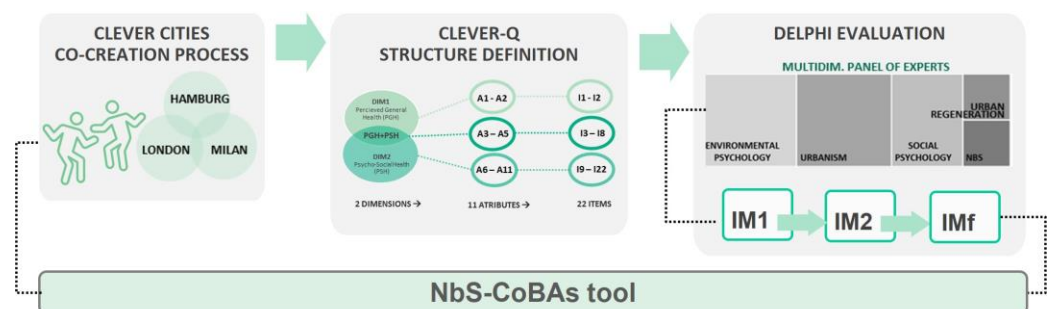 CLEVER CITIES
CO-CREATION PROCESS
HAMBURG
LONDON
MILAN
CLEVER-Q
STRUCTURE DEFINITION
DIM1
Percieved General
Health (PGH)
PGH+PSH
DIM2
Psycho-SocialHealth
(PSH)
A1 - A2
A3 – A5
A6 – A11
I1 - I2
I3 – I8
I9 – I22
2 DIMENSIONS →
11 ATRIBUTES →
22 ITEMS
DELPHI EVALUATION
MULTIDIM. PANEL OF EXPERTS
ENVIRONMENTAL
PSYCHOLOGY
URBANISM
SOCIAL
PSYCHOLOGY
URBAN
REGENERATION
NBS
IM1
IM2
IMf
NbS-CoBAs tool